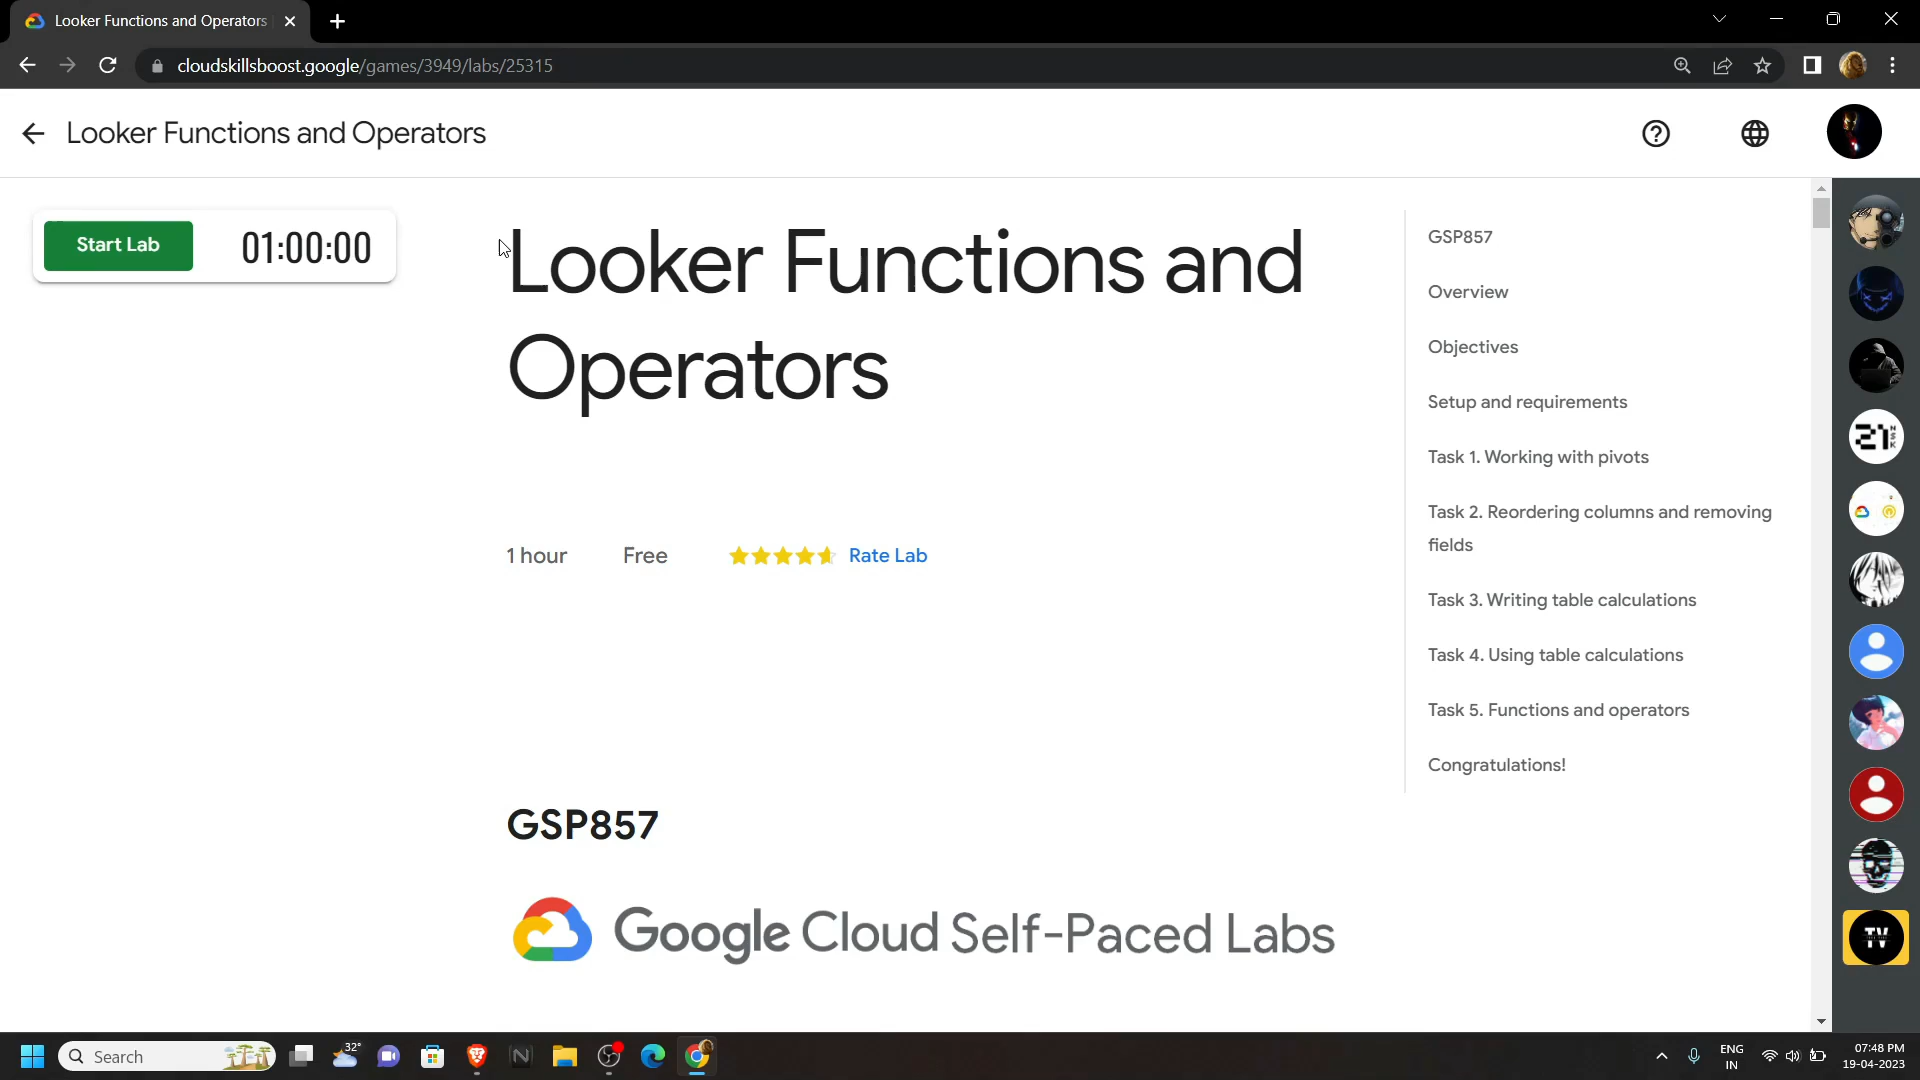 Looker Functions and Operators
cloudskillsboost.google/games/3949/labs/25315
Looker Functions and Operators
Start Lab
01:00:00
Looker Functions and
Operators
1 hour
Free
Rate Lab
GSP857
Google Cloud Self-Paced Labs
GSP857
Overview
Objectives
Setup and requirements
Task 1. Working with pivots
Task 2. Reordering columns and removing
fields
Task 3. Writing table calculations
Task 4. Using table calculations
Task 5. Functions and operators
Congratulations!
21
NSK
TV
Search
32°
N
ENG
IN
07:48 PM
19-04-2023